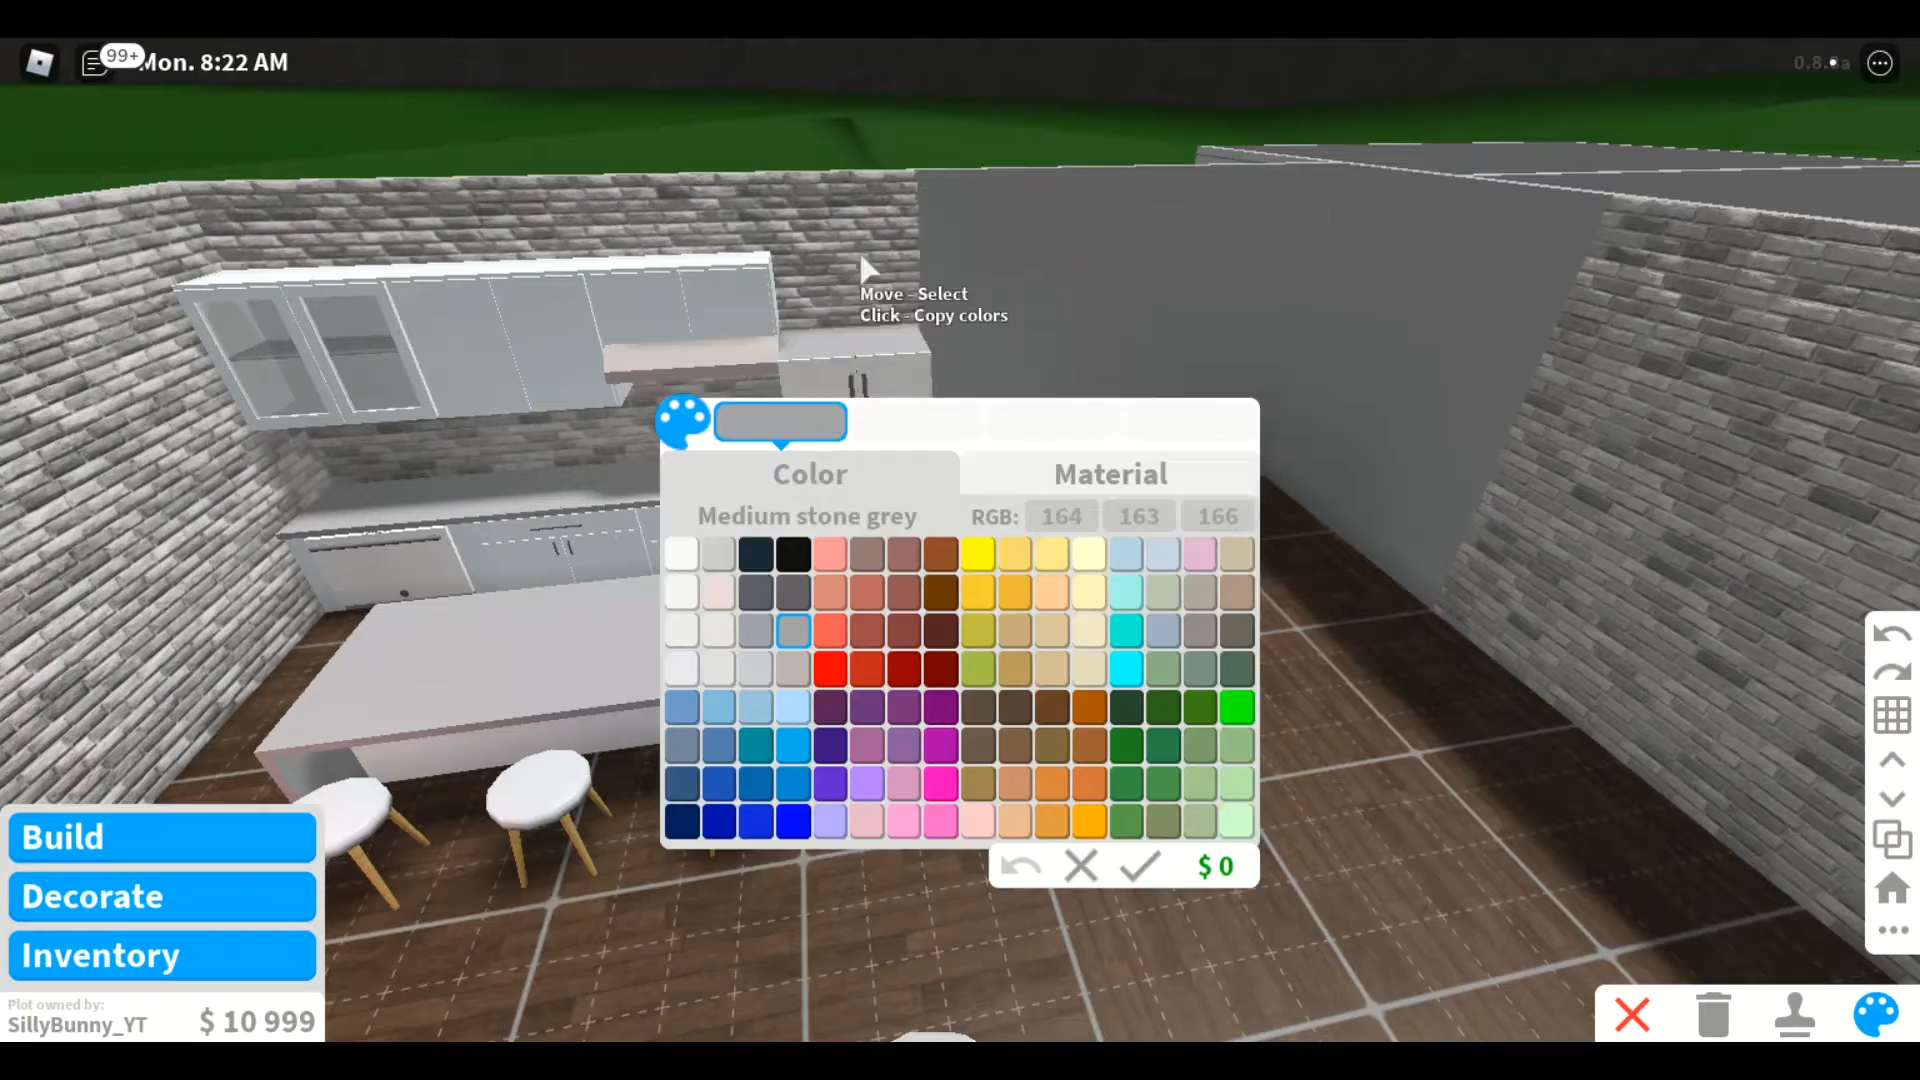 99+
Mon. 8:22 AM
Move - Select
Click - Copy colors
Color
Material
Medium stone grey
RGB: 164 163 166
$ 0
Build
Decorate
Inventory
Plot owned by:
SillyBunny_YT
$ 10 999